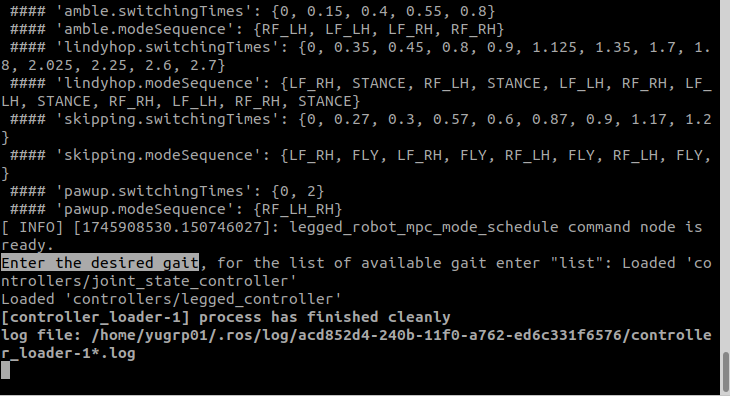 #### 'amble.switchingTimes': {0, 0.15, 0.4, 0.55, 0.8}
#### 'amble.modeSequence': {RF_LH, LF_LH, LF_RH, RF_RH}
#### 'lindyhop.switchingTimes': {0, 0.35, 0.45, 0.8, 0.9, 1.125, 1.35, 1.7, 1.
8, 2.025, 2.25, 2.6, 2.7}
#### 'lindyhop.modeSequence': {LF_RH, STANCE, RF_LH, STANCE, LF_LH, RF_RH, LF_
LH, STANCE, RF_RH, LF_LH, RF_RH, STANCE}
#### 'skipping.switchingTimes': {0, 0.27, 0.3, 0.57, 0.6, 0.87, 0.9, 1.17, 1.2
}
#### 'skipping.modeSequence': {LF_RH, FLY, LF_RH, FLY, RF_LH, FLY, RF_LH, FLY,
}
#### 'pawup.switchingTimes': {0, 2}
#### 'pawup.modeSequence': {RF_LH_RH}
[ INFO] [1745908530.150746027]: legged_robot_mpc_mode_schedule command node is
ready.
Enter the desired gait, for the list of available gait enter "list": Loaded 'co
ntrollers/joint_state_controller'
Loaded 'controllers/legged_controller'
[controller_loader-1] process has finished cleanly
log file: /home/yugrp01/.ros/log/acd852d4-240b-11f0-a762-ed6c331f6576/controlle
r_loader-1*.log